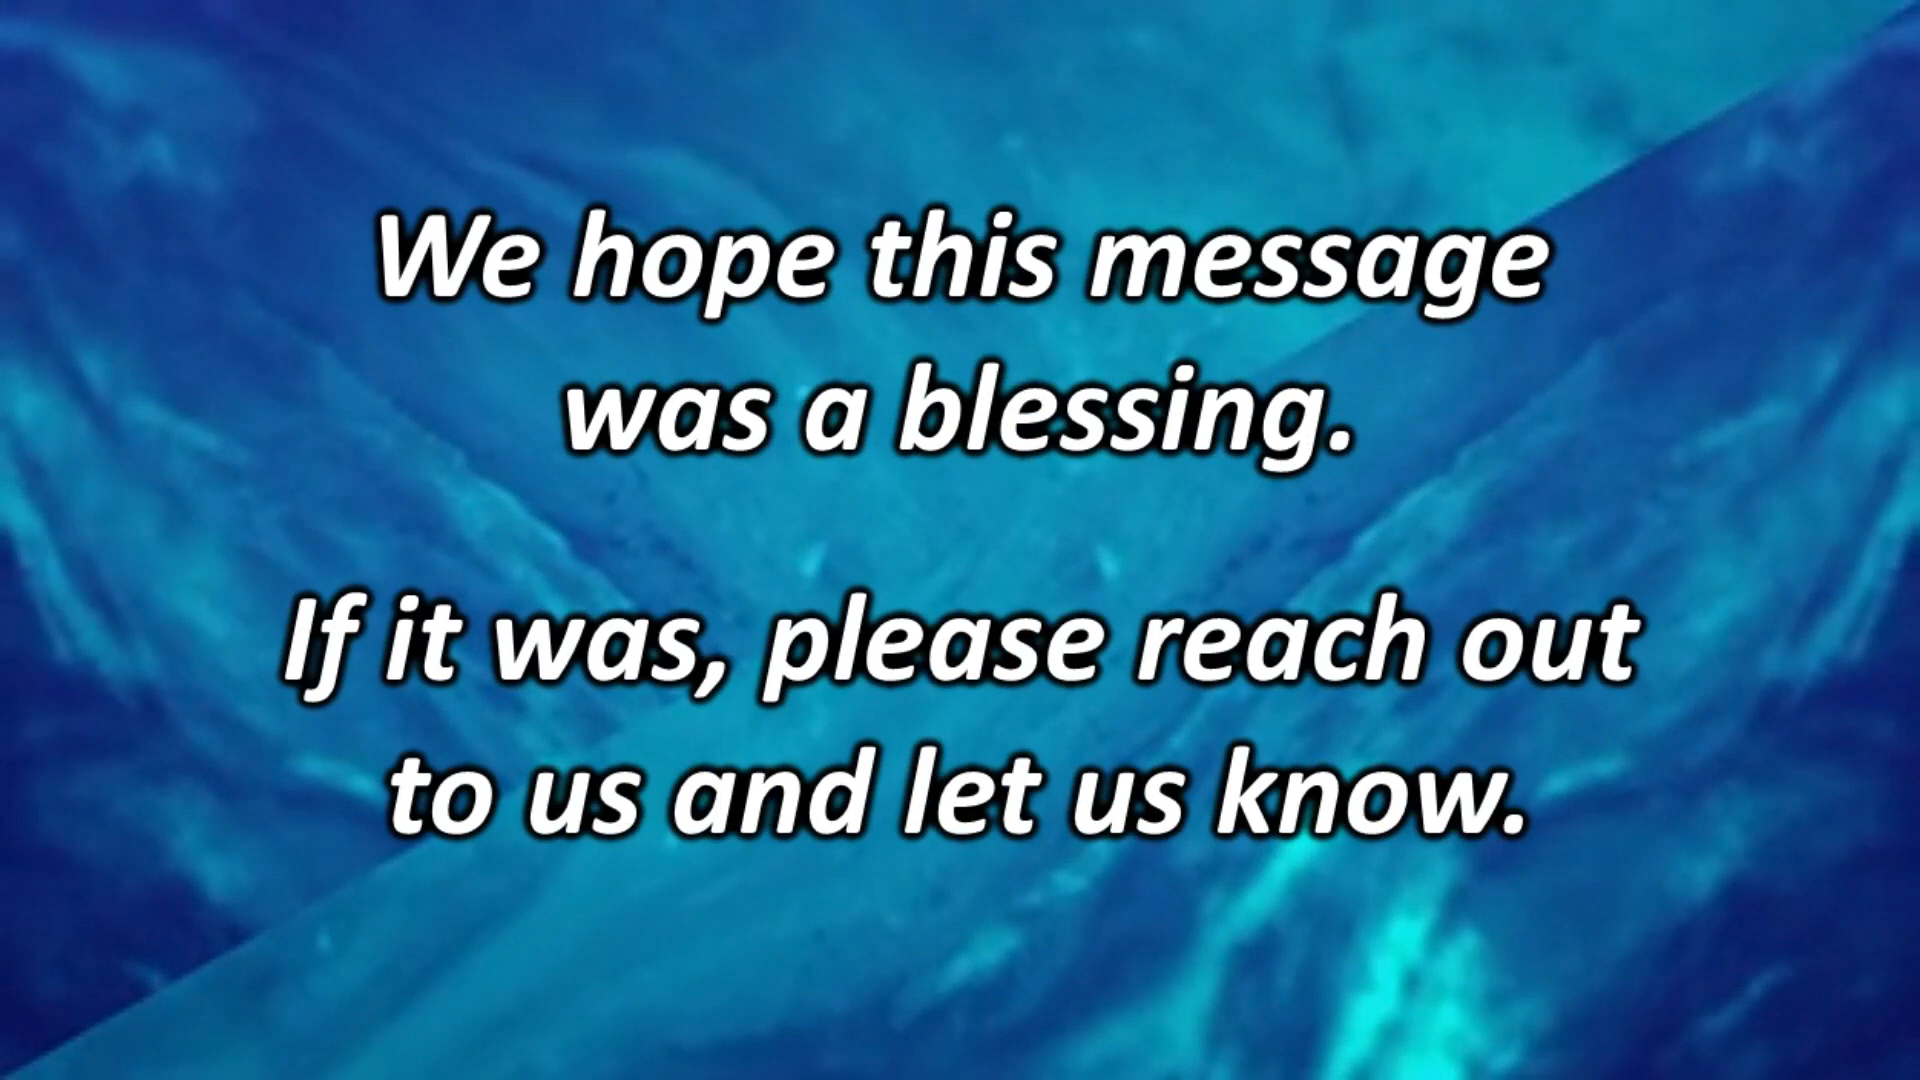 We hope this message
was a blessing.
If it was, please reach out
to us and let us know.